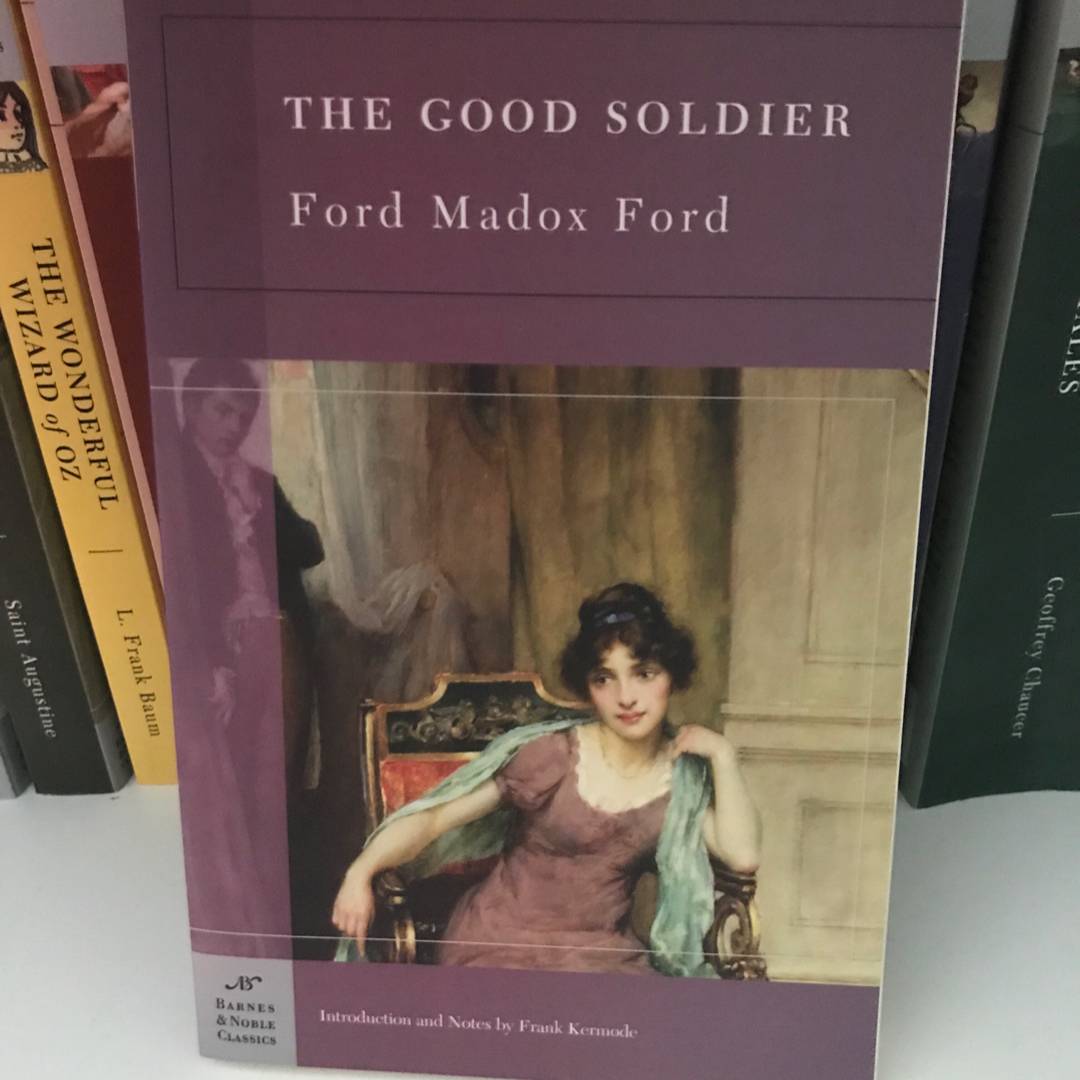 THE GOOD SOLDIER
Ford Madox Ford
THE WONDERFUL
WIZARD of OZ
L. Frank Baum
Saint Augustine
Geoffrey Chaucer
AB
BARNES
& NOBLE
CLASSICS
Introduction and Notes by Frank Kermode